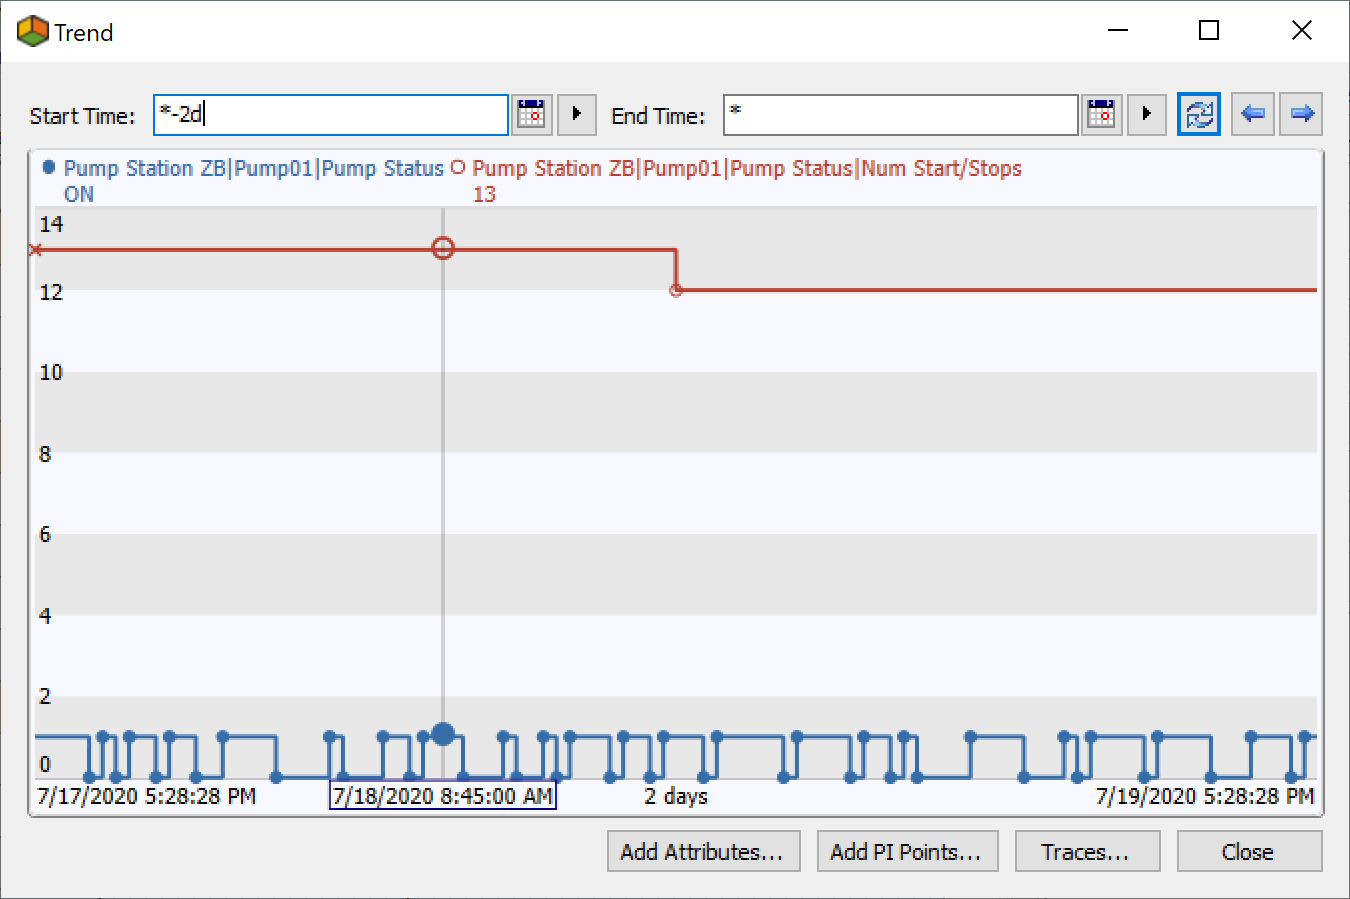 Trend
Start Time: *-2d End Time: *
Pump Station ZB|Pump01|Pump Status Pump Station ZB|Pump01|Pump Status|Num Start/Stops
ON 13
14
12
10
8
6
4
2
0
7/17/2020 5:28:28 PM 7/18/2020 8:45:00 AM 2 days 7/19/2020 5:28:28 PM
Add Attributes... Add PI Points... Traces... Close